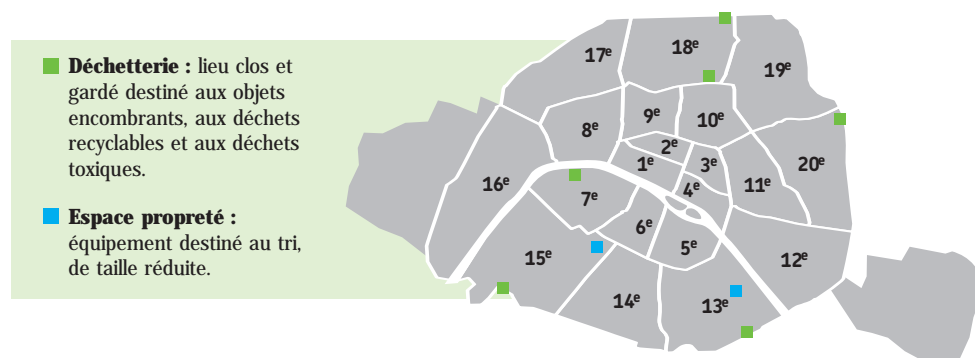 Déchetterie : lieu clos et
gardé destiné aux objets
encombrants, aux déchets
recyclables et aux déchets
toxiques.
Espace propreté :
équipement destiné au tri,
de taille réduite.
17e
18e
19e
8e
9e
10e
2e
1e
3e
16e
7e
4e
11e
20e
6e
5e
15e
12e
14e
13e